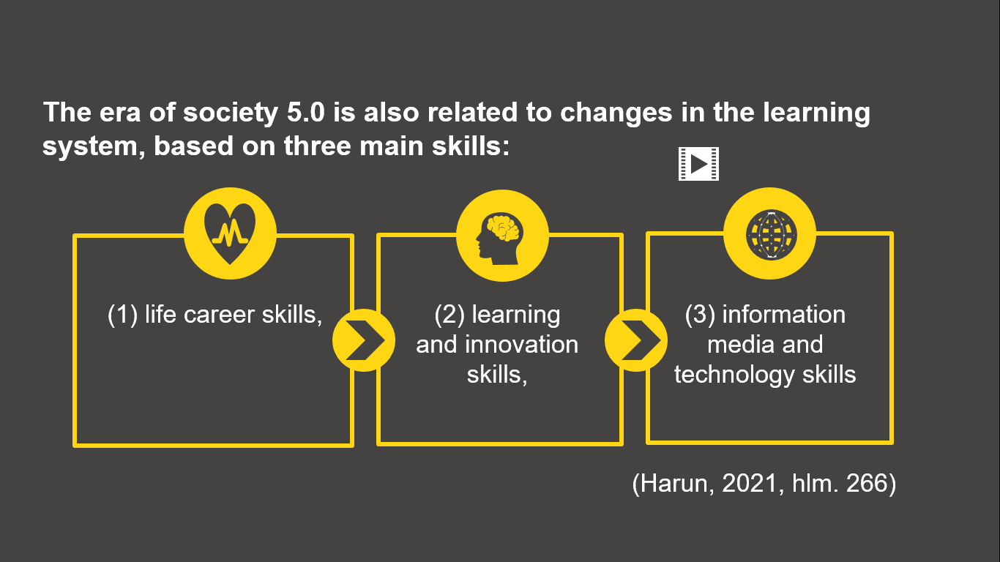 The era of society 5.0 is also related to changes in the learning
system, based on three main skills:
(1) life career skills,
(2) learning
and innovation
skills,
(3) information
media and
technology skills
(Harun, 2021, hlm. 266)